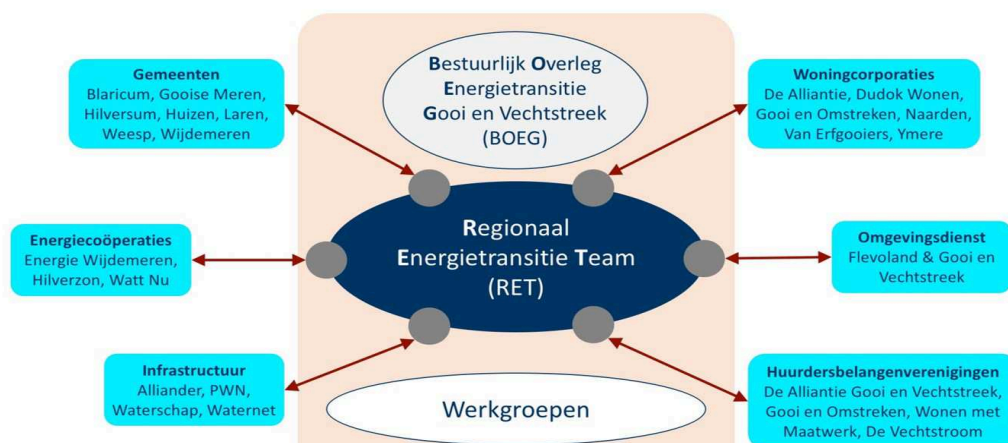 Gemeenten
Blaricum, Gooise Meren,
Hilversum, Huizen, Laren,
Weesp, Wijdemeren
Bestuurlijk Overleg
Energietransitie
Gooi en Vechtstreek
(BOEG)
Woningcorporaties
De Alliantie, Dudok Wonen,
Gooi en Omstreken, Naarden,
Van Erfgooiers, Ymere
Energiecoöperaties
Energie Wijdemeren,
Hilverzon, Watt Nu
Regionaal
Energietransitie Team
(RET)
Omgevingsdienst
Flevoland & Gooi en
Vechtstreek
Infrastructuur
Alliander, PWN,
Waterschap, Waternet
Werkgroepen
Huurdersbelangenverenigingen
De Alliantie Gooi en Vechtstreek,
Gooi en Omstreken, Wonen met
Maatwerk, De Vechtstroom